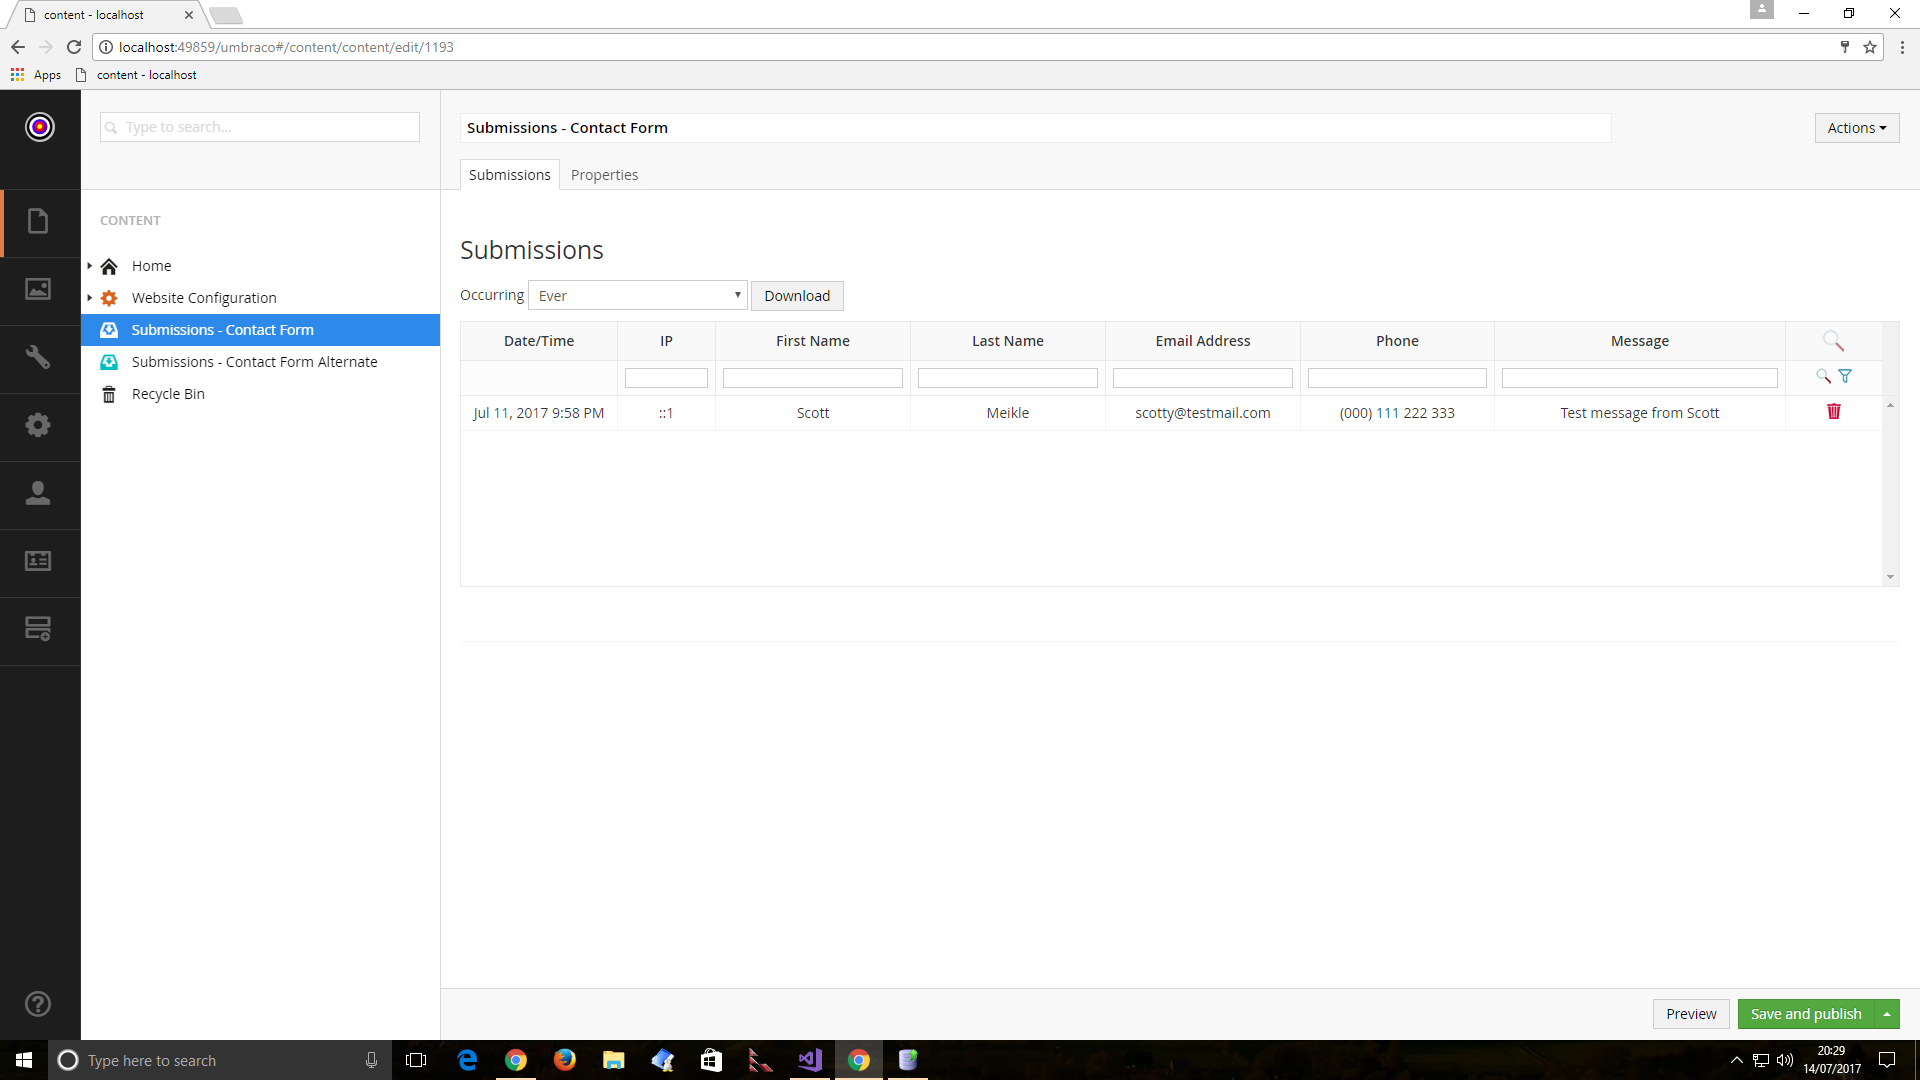 content - localhost
localhost:49859/umbraco#/content/content/edit/1193
Apps content - localhost
Type to search...
Submissions - Contact Form
Actions
Submissions Properties
CONTENT
Home
Website Configuration
Submissions - Contact Form
Submissions - Contact Form Alternate
Recycle Bin
Submissions
Occurring Ever Download
Date/Time IP First Name Last Name Email Address Phone Message
Jul 11, 2017 9:58 PM ::1 Scott Meikle scotty@testmail.com (000) 111 222 333 Test message from Scott
Preview Save and publish
Type here to search
20:29
14/07/2017